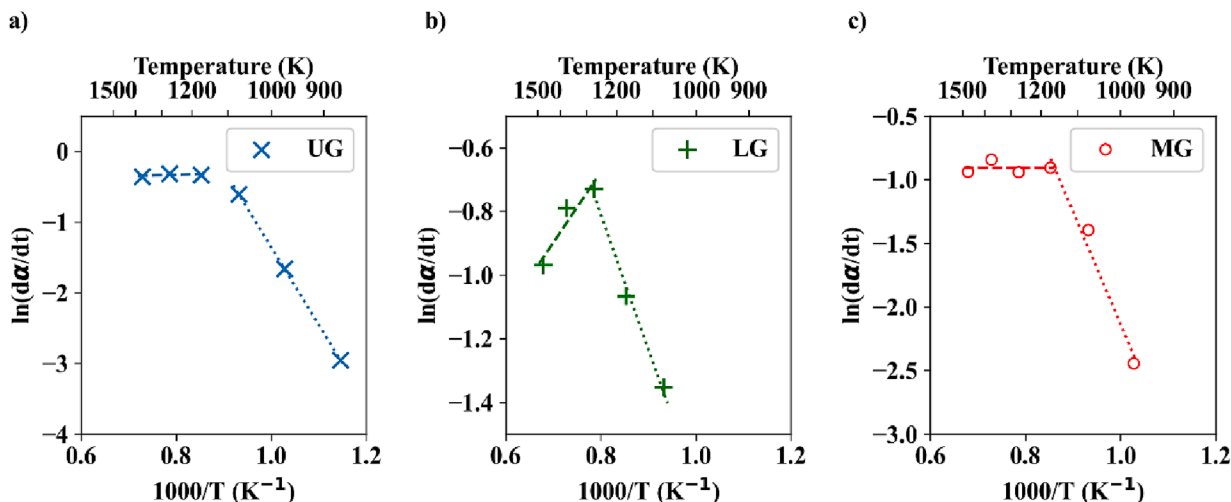 a)
Temperature (K)
1500 1200 1000 900
UG
0
−1
−2
−3
−4
ln(dα/dt)
0.6 0.8 1.0 1.2
1000/T (K⁻¹)
b)
Temperature (K)
1500 1200 1000 900
LG
−0.6
−0.8
−1.0
−1.2
−1.4
ln(dα/dt)
0.6 0.8 1.0 1.2
1000/T (K⁻¹)
c)
Temperature (K)
1500 1200 1000 900
MG
−0.5
−1.0
−1.5
−2.0
−2.5
−3.0
ln(dα/dt)
0.6 0.8 1.0 1.2
1000/T (K⁻¹)